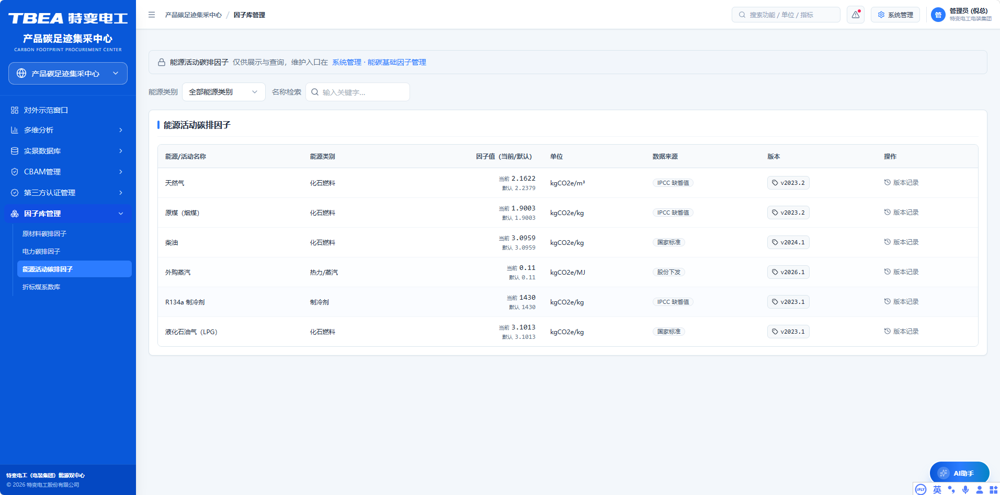 TBEA 特变电工
产品碳足迹集采中心
CARBON FOOTPRINT PROCUREMENT CENTER
产品碳足迹集采中心
对外示范窗口
多维分析
实景数据库
CBAM管理
第三方认证管理
因子库管理
原材料碳排因子
电力碳排因子
能源活动碳排因子
折标煤系数库
特变电工（电装集团）能源双中心
© 2026 特变电工股份有限公司
产品碳足迹集采中心 / 因子库管理
搜索功能 / 单位 / 指标
系统管理
管
管理员 (倪总)
特变电工电装集团
能源活动碳排因子 仅供展示与查询，维护入口在 系统管理 · 能碳基础因子管理
能源类别 全部能源类别 名称检索 输入关键字...
能源活动碳排因子
能源/活动名称 能源类别 因子值（当前/默认） 单位 数据来源 版本 操作
天然气 化石燃料 当前 2.1622 默认 2.2379 kgCO2e/m³ IPCC 缺省值 v2023.2 版本记录
原煤（烟煤） 化石燃料 当前 1.9003 默认 1.9003 kgCO2e/kg IPCC 缺省值 v2023.2 版本记录
柴油 化石燃料 当前 3.0959 默认 3.0959 kgCO2e/kg 国家标准 v2024.1 版本记录
外购蒸汽 热力/蒸汽 当前 0.11 默认 0.11 kgCO2e/MJ 股份下发 v2026.1 版本记录
R134a 制冷剂 制冷剂 当前 1430 默认 1430 kgCO2e/kg IPCC 缺省值 v2023.1 版本记录
液化石油气（LPG） 化石燃料 当前 3.1013 默认 3.1013 kgCO2e/kg 国家标准 v2023.1 版本记录
AI助手
iFLY 英